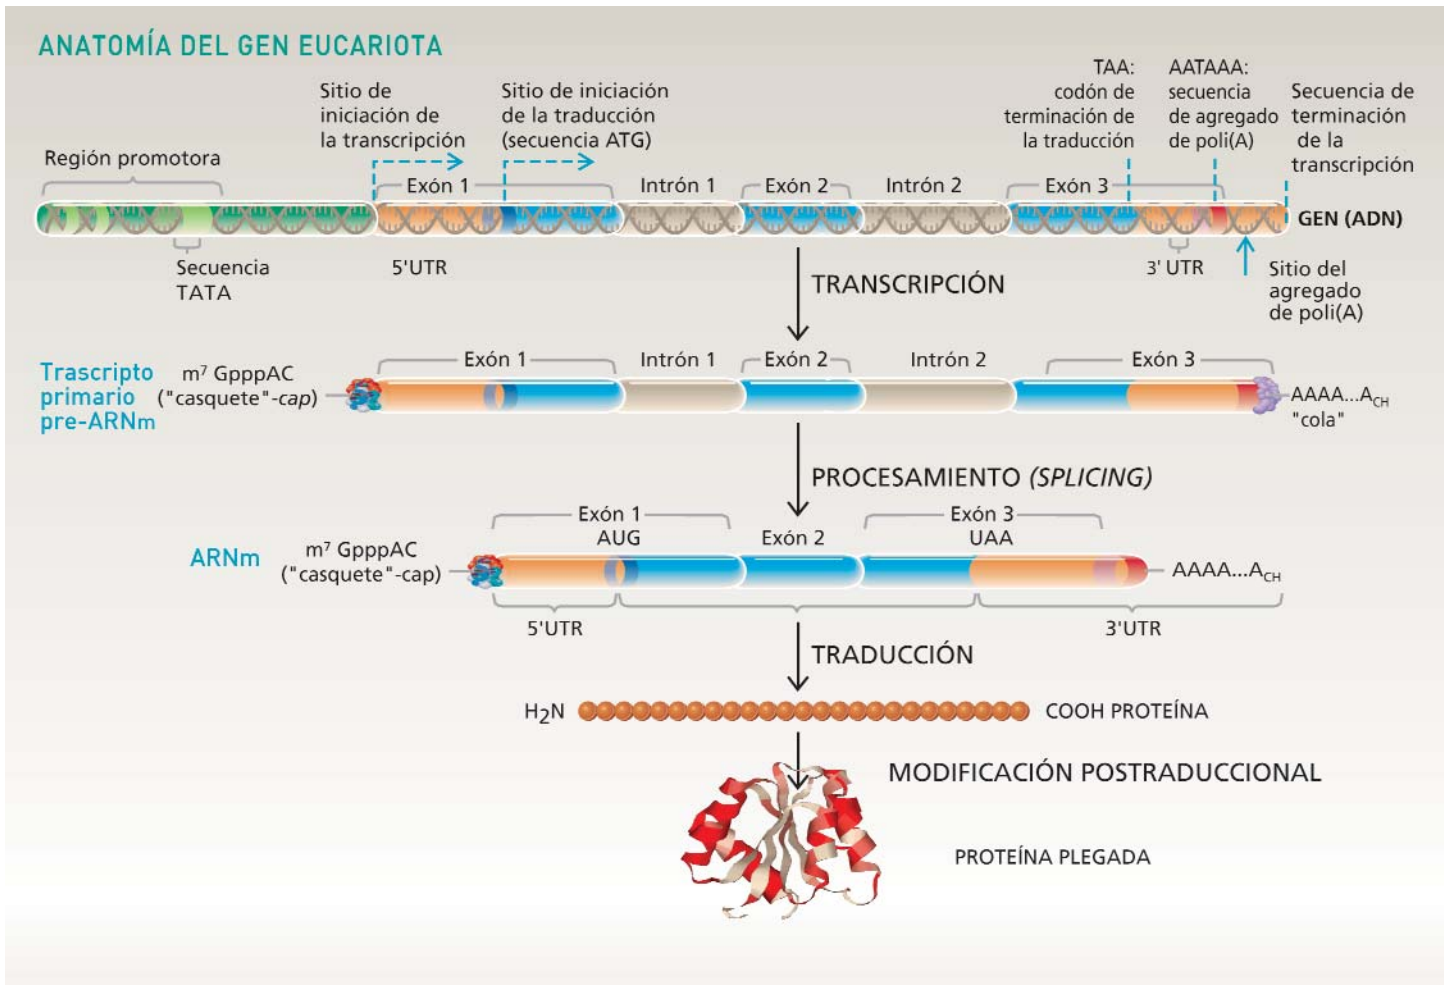 ANATOMÍA DEL GEN EUCARIOTA
Región promotora
Sitio de
iniciación de
la transcripción
Sitio de iniciación
de la traducción
(secuencia ATG)
TAA:
codón de
terminación de
la traducción
AATAAA:
secuencia
de agregado
de poli(A)
Secuencia de
terminación
de la
transcripción
Exón 1
Intrón 1
Exón 2
Intrón 2
Exón 3
GEN (ADN)
Secuencia
TATA
5'UTR
3' UTR
Sitio del
agregado
de poli(A)
TRANSCRIPCIÓN
Trascripto
primario
pre-ARNm
m⁷ GpppAC
("casquete"-cap)
Exón 1
Intrón 1
Exón 2
Intrón 2
Exón 3
AAAA...A_CH
"cola"
PROCESAMIENTO (SPLICING)
ARNm
m⁷ GpppAC
("casquete"-cap)
Exón 1
AUG
Exón 2
Exón 3
UAA
AAAA...A_CH
5'UTR
3'UTR
TRADUCCIÓN
H₂N
COOH PROTEÍNA
MODIFICACIÓN POSTRADUCCIONAL
PROTEÍNA PLEGADA